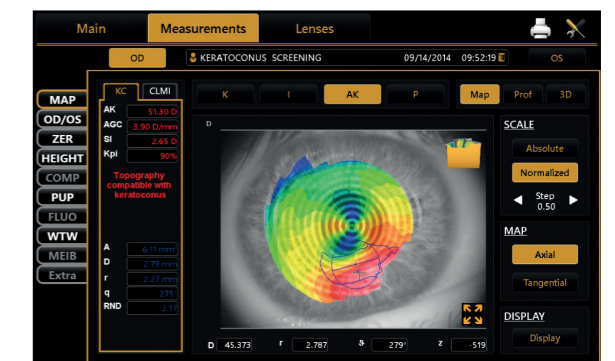 Main Measurements Lenses
OD KERATOCONUS SCREENING 09/14/2014 09:52:19 OS
MAP
OD/OS
ZER
HEIGHT
COMP
PUP
FLUO
WTW
MEIB
Extra
KC CLMI
AK 51.30 D
AGC 3.90 D/mm
SI 2.65 D
Kpi 90%
Topography
compatible with
keratoconus
A 6.11 mm²
D 2.79 mm
r 2.27 mm
q 275
RND 2.17
K I AK P Map Prof 3D
D
D 45.373 r 2.787 279° z -519
SCALE
Absolute
Normalized
Step
0.50
MAP
Axial
Tangential
DISPLAY
Display